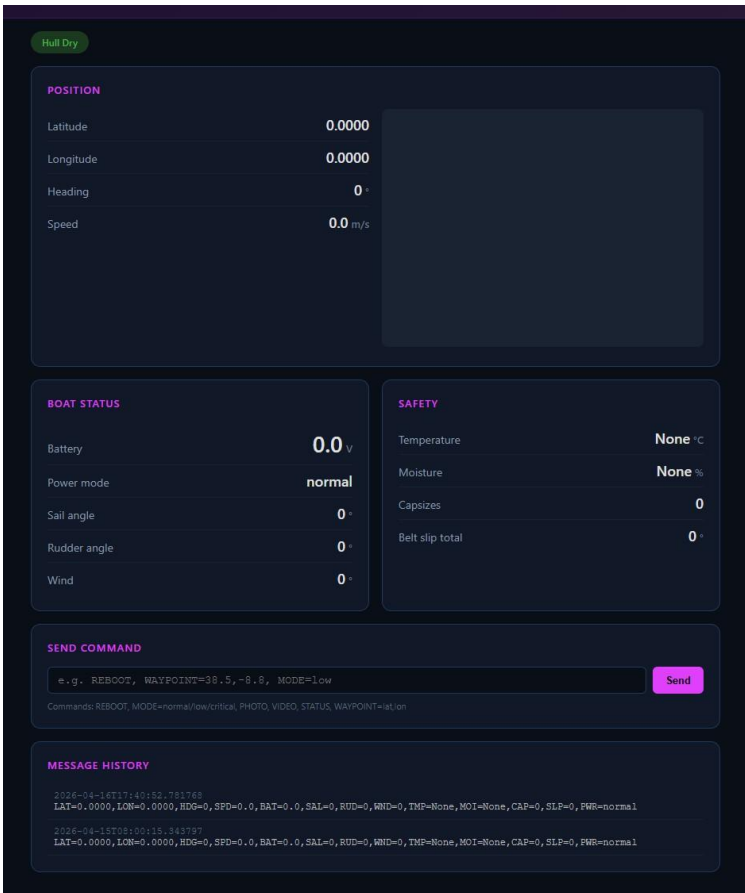 Hull Dry
POSITION
Latitude 0.0000
Longitude 0.0000
Heading 0 °
Speed 0.0 m/s
BOAT STATUS
Battery 0.0 V
Power mode normal
Sail angle 0 °
Rudder angle 0 °
Wind 0 °
SAFETY
Temperature None °C
Moisture None %
Capsizes 0
Belt slip total 0 °
SEND COMMAND
e.g. REBOOT, WAYPOINT=38.5,-8.8, MODE=low
Send
Commands: REBOOT, MODE=normal/low/critical, PHOTO, VIDEO, STATUS, WAYPOINT=lat,lon
MESSAGE HISTORY
2026-04-16T17:40:52.781768
LAT=0.0000,LON=0.0000,HDG=0,SPD=0.0,BAT=0.0,SAL=0,RUD=0,WND=0,TMP=None,MOI=None,CAP=0,SLP=0,PWR=normal
2026-04-15T08:00:15.343797
LAT=0.0000,LON=0.0000,HDG=0,SPD=0.0,BAT=0.0,SAL=0,RUD=0,WND=0,TMP=None,MOI=None,CAP=0,SLP=0,PWR=normal